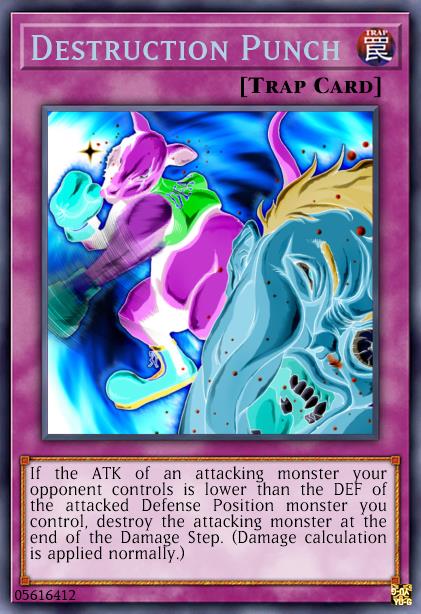 DESTRUCTION PUNCH
TRAP
罠
[TRAP CARD]
If the ATK of an attacking monster your
opponent controls is lower than the DEF of
the attacked Defense Position monster you
control, destroy the attacking monster at the
end of the Damage Step. (Damage calculation
is applied normally.)
05616412